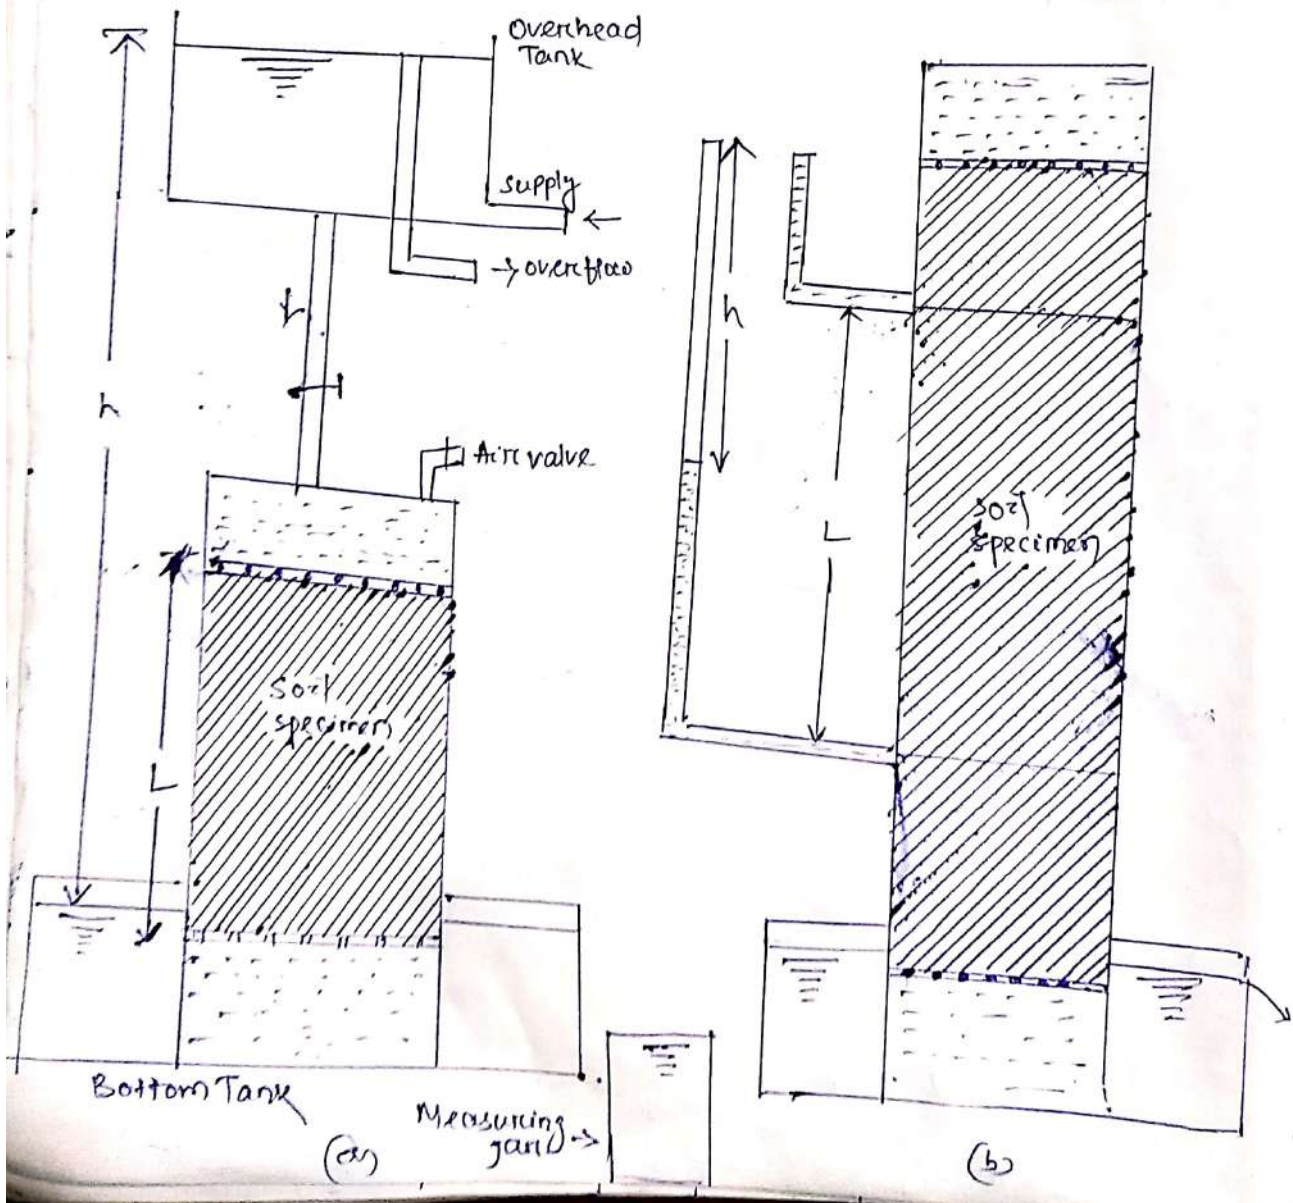 Overhead
Tank
supply
→ overflow
h
Air valve
L
Soil
specimen
Bottom Tank
Measuring
jar →
(a)
h
L
Soil
specimen
(b)